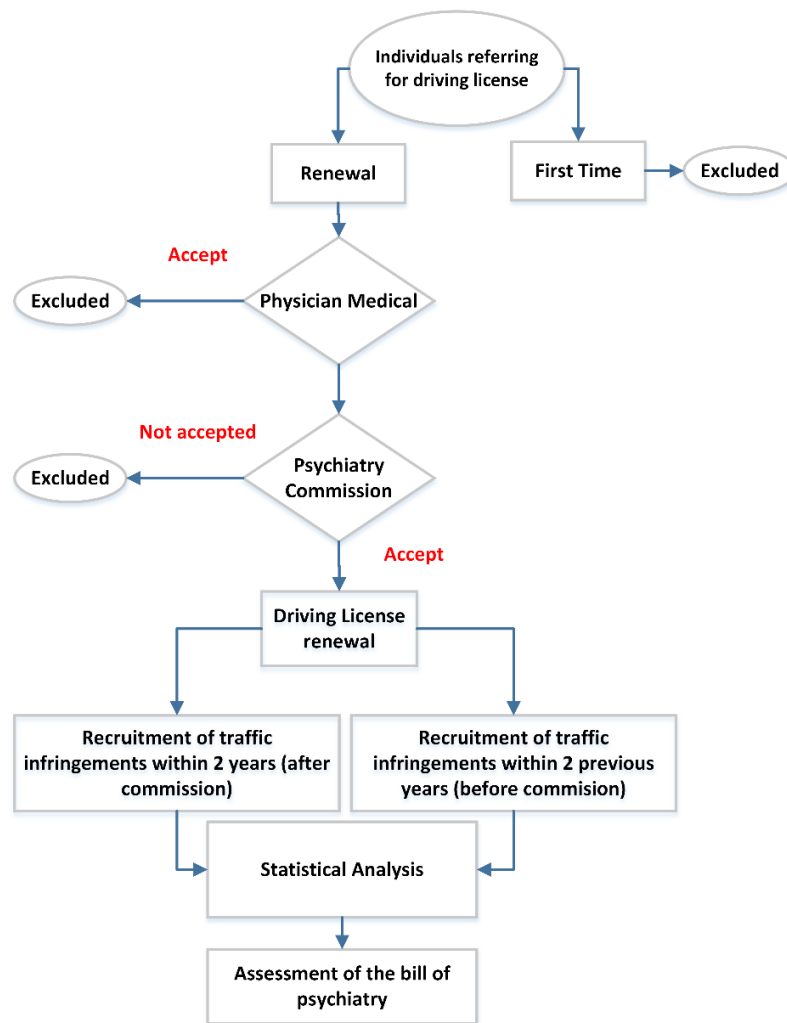 Individuals referring
for driving license
Renewal
First Time
Excluded
Accept
Excluded
Physician Medical
Not accepted
Excluded
Psychiatry
Commission
Accept
Driving License
renewal
Recruitment of traffic
infringements within 2 years (after
commission)
Recruitment of traffic
infringements within 2 previous
years (before commision)
Statistical Analysis
Assessment of the bill of
psychiatry